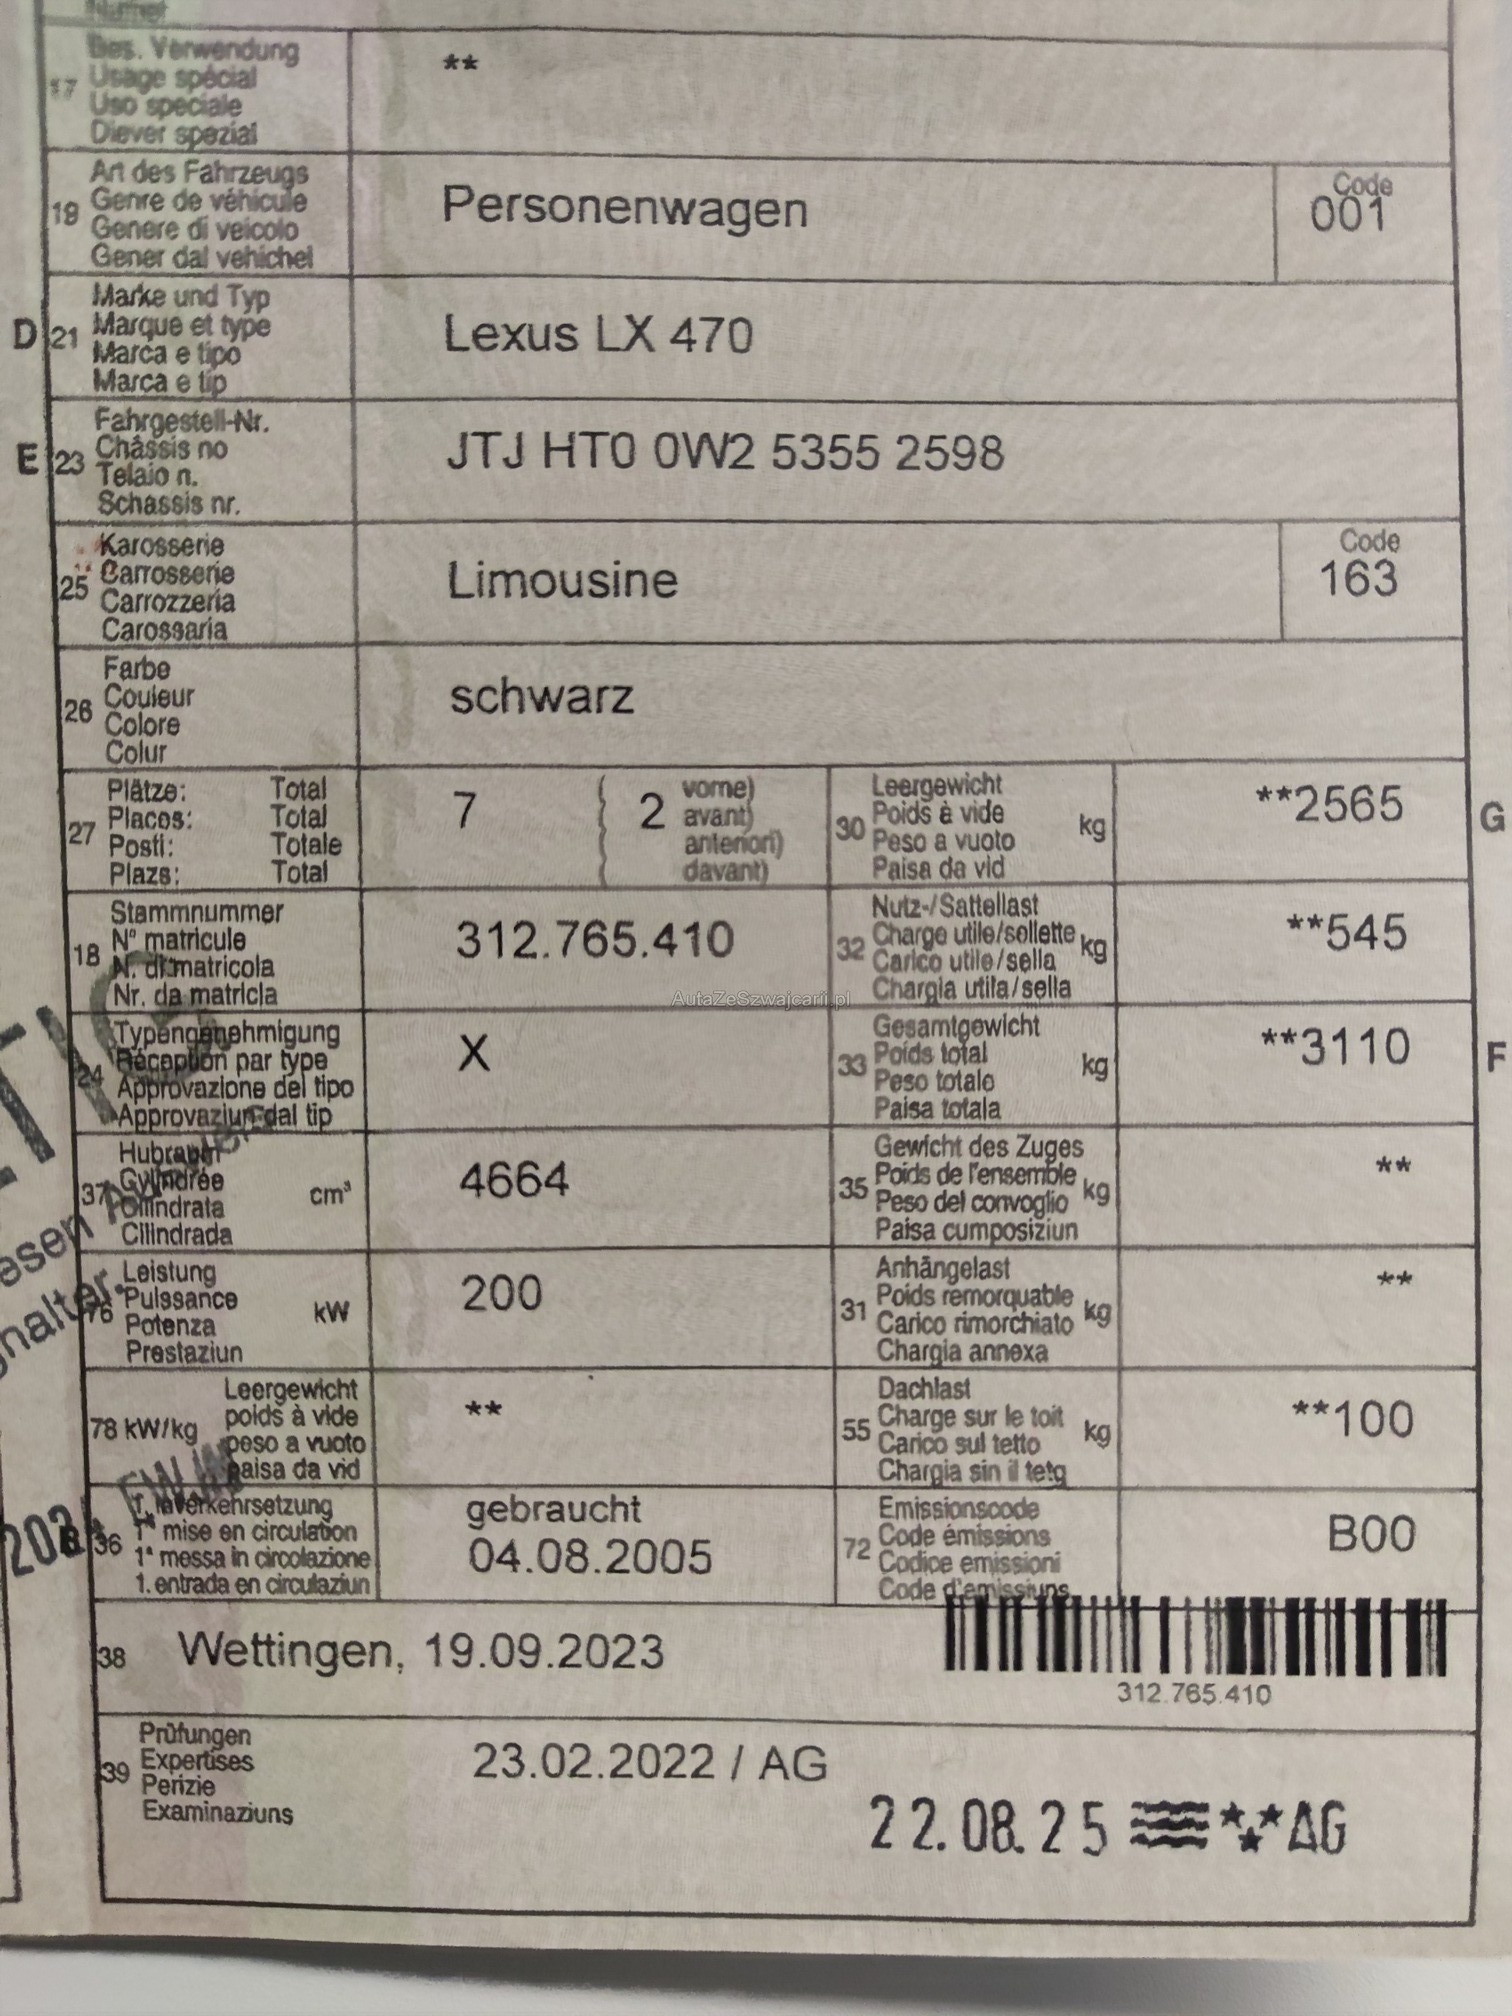 17
Bes. Verwendung
Usage spécial
Uso speciale
Diever spezial
**
19
Art des Fahrzeugs
Genre de véhicule
Genere di veicolo
Gener dal vehichel
Personenwagen
Code
001
D 21
Marke und Typ
Marque et type
Marca e tipo
Marca e tip
Lexus LX 470
E 23
Fahrgestell-Nr.
Châssis no
Telaio n.
Schassis nr.
JTJ HT0 0W2 5355 2598
25
Karosserie
Carrosserie
Carrozzeria
Carossaria
Limousine
Code
163
26
Farbe
Couleur
Colore
Colur
schwarz
27
Plätze: Total
Places: Total
Posti: Totale
Plazs: Total
7 ( 2
vorne)
avant)
anteriori)
davant)
30
Leergewicht
Poids à vide
Peso a vuoto
Paisa da vid
kg
**2565
G
18
Stammnummer
N° matricule
N. di matricola
Nr. da matricla
312.765.410
32
Nutz-/Sattellast
Charge utile/sellette
Carico utile/sella
Chargia utila/sella
kg
**545
AutaZeSzwajcarii.pl
24
Typengenehmigung
Réception par type
Approvazione del tipo
Approvaziun dal tip
X
33
Gesamtgewicht
Poids total
Peso totale
Paisa totala
kg
**3110
F
37
Hubraum
Cylindrée
Cilindrata
Cilindrada
cm³
4664
35
Gewicht des Zuges
Poids de l'ensemble
Peso del convoglio
Paisa cumposiziun
kg
**
76
Leistung
Puissance
Potenza
Prestaziun
kW
200
31
Anhängelast
Poids remorquable
Carico rimorchiato
Chargia annexa
kg
**
78 kW/kg
Leergewicht
poids à vide
peso a vuoto
paisa da vid
**
55
Dachlast
Charge sur le toit
Carico sul tetto
Chargia sin il tetg
kg
**100
36
1. Inverkehrsetzung
1re mise en circulation
1a messa in circolazione
1. entrada en circulaziun
gebraucht
04.08.2005
72
Emissionscode
Code émissions
Codice emissioni
Code d'emissiuns
B00
38
Wettingen, 19.09.2023
312.765.410
39
Prüfungen
Expertises
Perizie
Examinaziuns
23.02.2022 / AG
22.08.25 AG